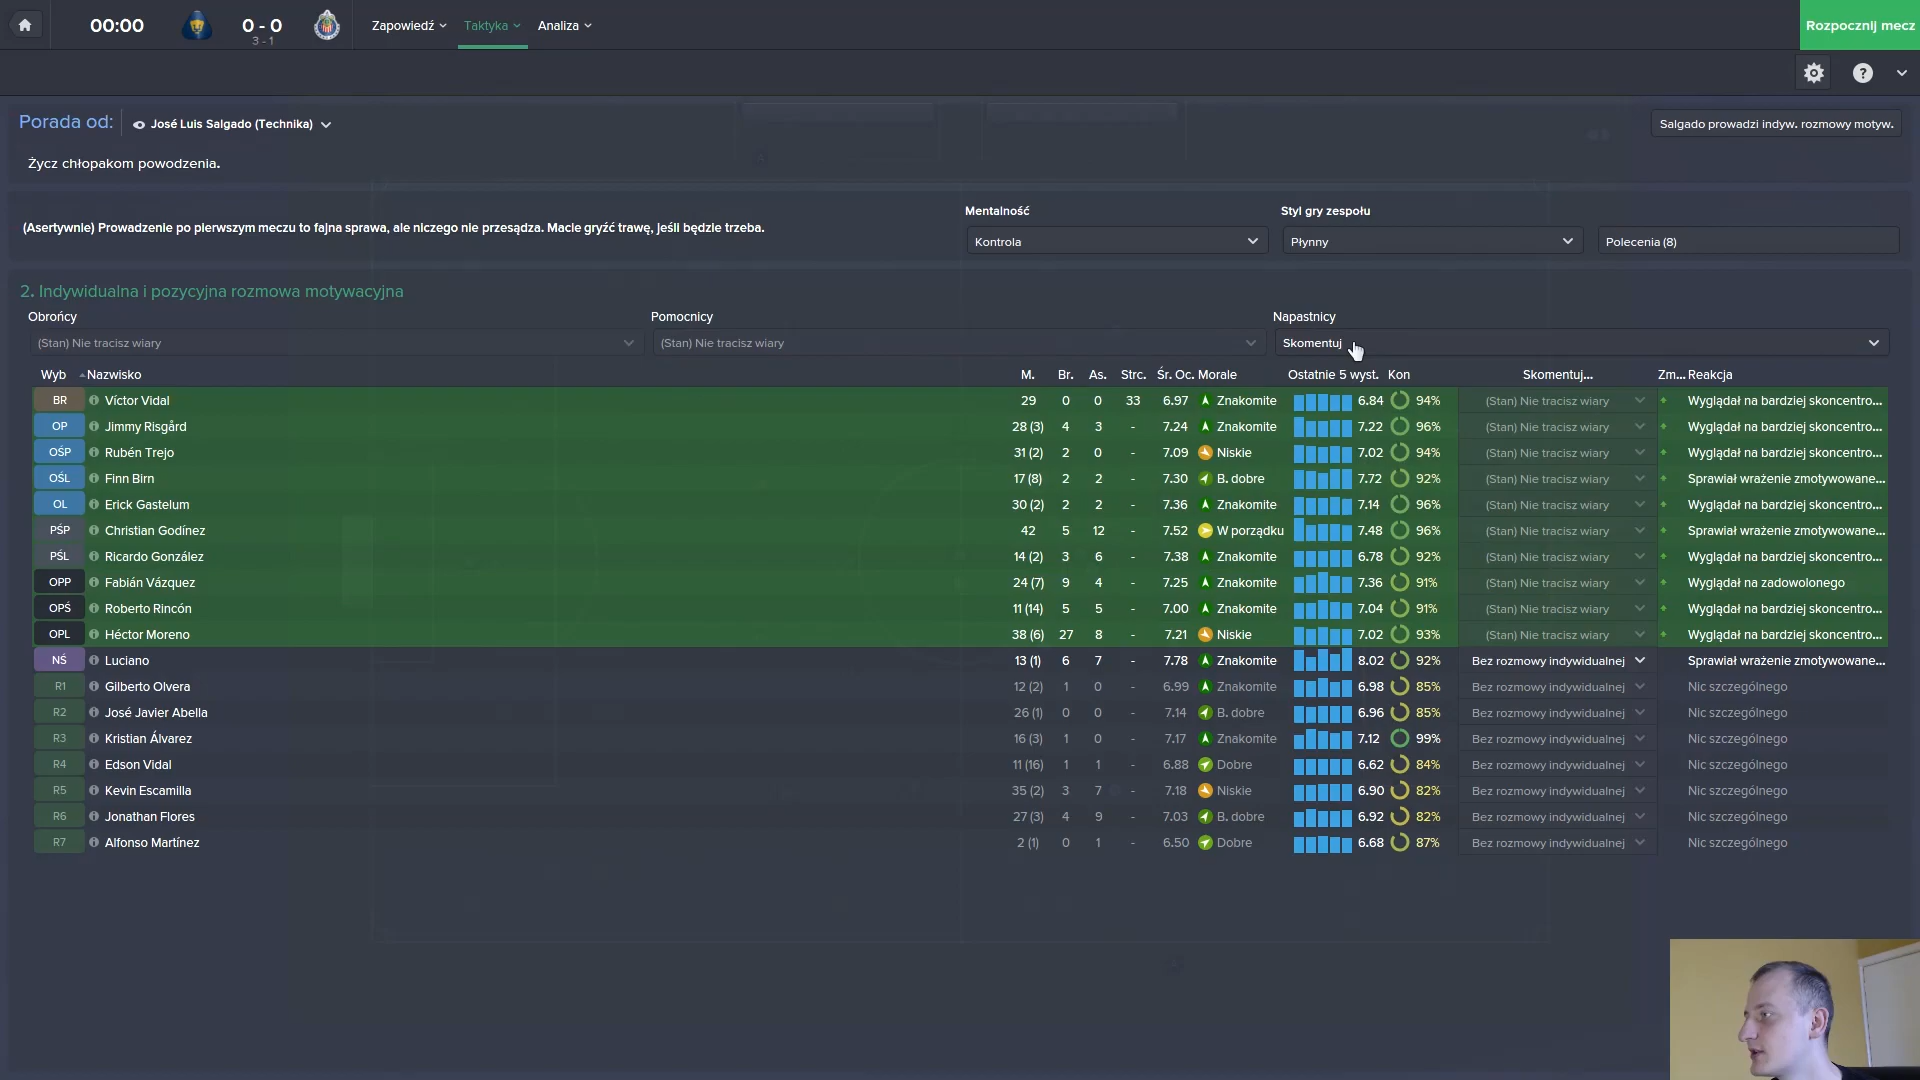 00:00 0 - 0 Zapowiedź Taktyka Analiza Rozpocznij mecz
3 - 1
Porada od: José Luis Salgado (Technika) Salgado prowadzi indyw. rozmowy motyw.
Życz chłopakom powodzenia.
Mentalność Styl gry zespołu
(Asertywnie) Prowadzenie po pierwszym meczu to fajna sprawa, ale niczego nie przesądza. Macie gryźć trawę, jeśli będzie trzeba.
Kontrola Płynny Polecenia (8)
2. Indywidualna i pozycyjna rozmowa motywacyjna
Obrońcy Pomocnicy Napastnicy
(Stan) Nie tracisz wiary (Stan) Nie tracisz wiary Skomentuj
Wyb Nazwisko M. Br. As. Strc. Śr. Oc. Morale Ostatnie 5 wyst. Kon Skomentuj... Zm... Reakcja
BR Víctor Vidal 29 0 0 33 6.97 Znakomite 6.84 94% (Stan) Nie tracisz wiary Wyglądał na bardziej skoncentro...
OP Jimmy Risgård 28 (3) 4 3 - 7.24 Znakomite 7.22 96% (Stan) Nie tracisz wiary Wyglądał na bardziej skoncentro...
OŚP Rubén Trejo 31 (2) 2 0 - 7.09 Niskie 7.02 94% (Stan) Nie tracisz wiary Wyglądał na bardziej skoncentro...
OŚL Finn Birn 17 (8) 2 2 - 7.30 B. dobre 7.72 92% (Stan) Nie tracisz wiary Sprawiał wrażenie zmotywowane...
OL Erick Gastelum 30 (2) 2 2 - 7.36 Znakomite 7.14 96% (Stan) Nie tracisz wiary Wyglądał na bardziej skoncentro...
PŚP Christian Godínez 42 5 12 - 7.52 W porządku 7.48 96% (Stan) Nie tracisz wiary Sprawiał wrażenie zmotywowane...
PŚL Ricardo González 14 (2) 3 6 - 7.38 Znakomite 6.78 92% (Stan) Nie tracisz wiary Wyglądał na bardziej skoncentro...
OPP Fabián Vázquez 24 (7) 9 4 - 7.25 Znakomite 7.36 91% (Stan) Nie tracisz wiary Wyglądał na zadowolonego
OPŚ Roberto Rincón 11 (14) 5 5 - 7.00 Znakomite 7.04 91% (Stan) Nie tracisz wiary Wyglądał na bardziej skoncentro...
OPL Héctor Moreno 38 (6) 27 8 - 7.21 Niskie 7.02 93% (Stan) Nie tracisz wiary Wyglądał na bardziej skoncentro...
NŚ Luciano 13 (1) 6 7 - 7.78 Znakomite 8.02 92% Bez rozmowy indywidualnej Sprawiał wrażenie zmotywowane...
R1 Gilberto Olvera 12 (2) 1 0 - 6.99 Znakomite 6.98 85% Bez rozmowy indywidualnej Nic szczególnego
R2 José Javier Abella 26 (1) 0 0 - 7.14 B. dobre 6.96 85% Bez rozmowy indywidualnej Nic szczególnego
R3 Kristian Álvarez 16 (3) 1 0 - 7.17 Znakomite 7.12 99% Bez rozmowy indywidualnej Nic szczególnego
R4 Edson Vidal 11 (16) 1 1 - 6.88 Dobre 6.62 84% Bez rozmowy indywidualnej Nic szczególnego
R5 Kevin Escamilla 35 (2) 3 7 - 7.18 Niskie 6.90 82% Bez rozmowy indywidualnej Nic szczególnego
R6 Jonathan Flores 27 (3) 4 9 - 7.03 B. dobre 6.92 82% Bez rozmowy indywidualnej Nic szczególnego
R7 Alfonso Martínez 2 (1) 0 1 - 6.50 Dobre 6.68 87% Bez rozmowy indywidualnej Nic szczególnego